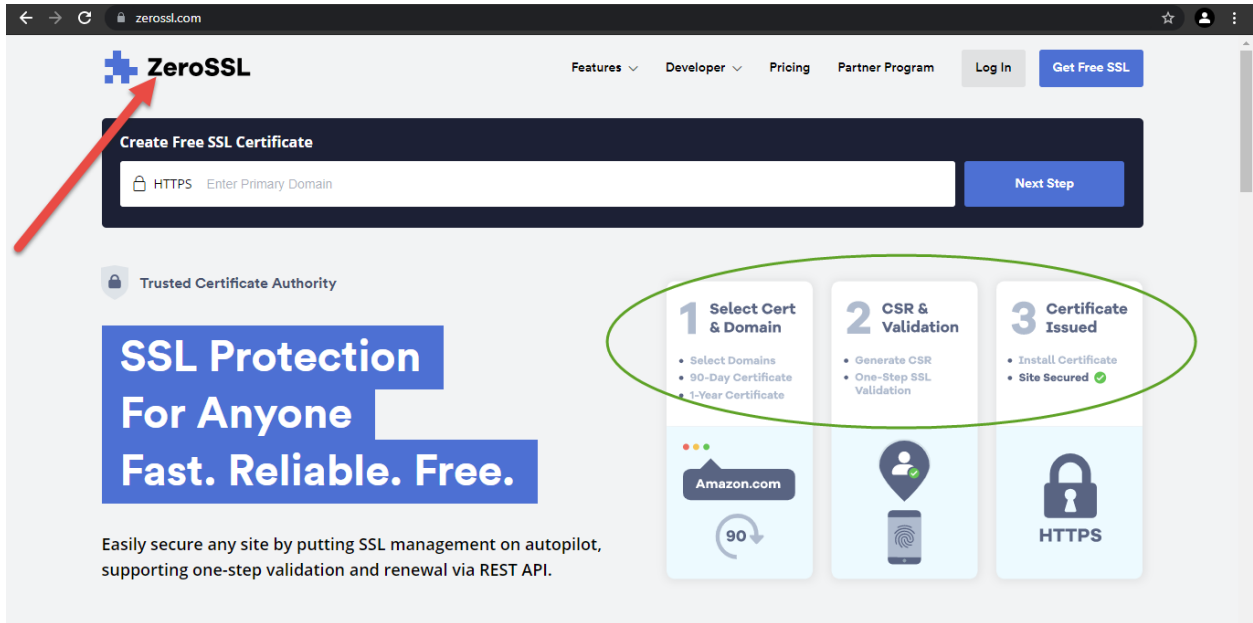 zerossl.com
ZeroSSL
Features
Developer
Pricing
Partner Program
Log In
Get Free SSL
Create Free SSL Certificate
HTTPS Enter Primary Domain
Next Step
Trusted Certificate Authority
SSL Protection
For Anyone
Fast. Reliable. Free.
Easily secure any site by putting SSL management on autopilot,
supporting one-step validation and renewal via REST API.
1 Select Cert
& Domain
• Select Domains
• 90-Day Certificate
• 1-Year Certificate
Amazon.com
90
2 CSR &
Validation
• Generate CSR
• One-Step SSL
Validation
3 Certificate
Issued
• Install Certificate
• Site Secured
HTTPS